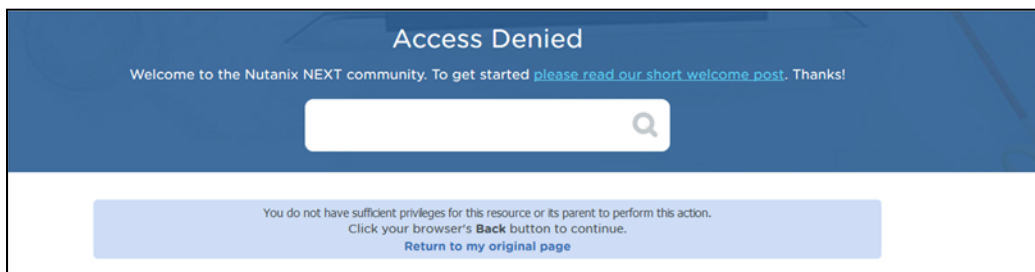 Access Denied
Welcome to the Nutanix NEXT community. To get started please read our short welcome post. Thanks!
You do not have sufficient privileges for this resource or its parent to perform this action.
Click your browser's Back button to continue.
Return to my original page